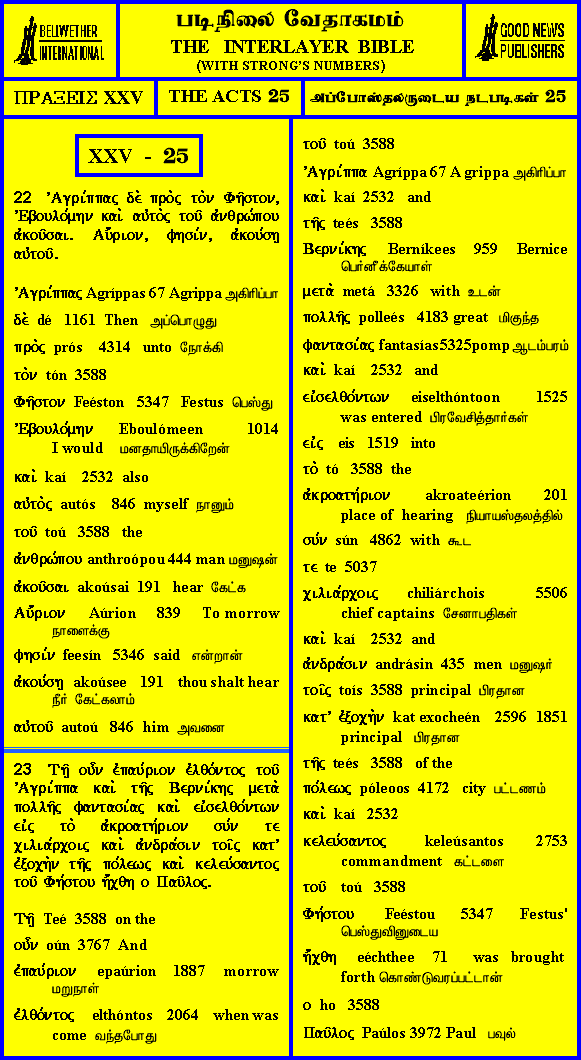 BELLWETHER
INTERNATIONAL
படிநிலை வேதாகமம்
THE INTERLAYER BIBLE
(WITH STRONG'S NUMBERS)
GOOD NEWS
PUBLISHERS
ΠΡΑΞΕΙΣ XXV
THE ACTS 25
அப்போஸ்தலருடைய நடபடிகள் 25
XXV - 25
22 Ἀγρίππας δὲ πρὸς τὸν Φῆστον,
Ἐβουλόμην καὶ αὐτὸς τοῦ ἀνθρώπου
ἀκοῦσαι. Αὔριον, φησίν, ἀκούσῃ
αὐτοῦ.
Ἀγρίππας Agríppas 67 Agrippa அகிரிப்பா
δὲ dé 1161 Then அப்பொழுது
πρὸς prós 4314 unto நோக்கி
τὸν tón 3588
Φῆστον Feéston 5347 Festus பெஸ்து
Ἐβουλόμην Eboulómeen 1014
I would மனதாயிருக்கிறேன்
καὶ kaí 2532 also
αὐτὸς autós 846 myself நானும்
τοῦ toú 3588 the
ἀνθρώπου anthroópou 444 man மனுஷன்
ἀκοῦσαι akoúsai 191 hear கேட்க
Αὔριον Aúrion 839 To morrow
நாளைக்கு
φησίν feesín 5346 said என்றான்
ἀκούσῃ akoúsee 191 thou shalt hear
நீர் கேட்கலாம்
αὐτοῦ autoú 846 him அவனை
23 Τῇ οὖν ἐπαύριον ἐλθόντος τοῦ
Ἀγρίππα καὶ τῆς Βερνίκης μετὰ
πολλῆς φαντασίας καὶ εἰσελθόντων
εἰς τὸ ἀκροατήριον σύν τε
χιλιάρχοις καὶ ἀνδράσιν τοῖς κατ'
ἐξοχὴν τῆς πόλεως καὶ κελεύσαντος
τοῦ Φήστου ἤχθη ο Παῦλος.
Τῇ Teé 3588 on the
οὖν oún 3767 And
ἐπαύριον epaúrion 1887 morrow
மறுநாள்
ἐλθόντος elthóntos 2064 when was
come வந்தபோது
τοῦ toú 3588
Ἀγρίππα Agríppa 67 A grippa அகிரிப்பா
καὶ kaí 2532 and
τῆς teés 3588
Βερνίκης Berníkees 959 Bernice
பெர்னீக்கேயாள்
μετὰ metá 3326 with உடன்
πολλῆς polleés 4183 great மிகுந்த
φαντασίας fantasías5325pomp ஆடம்பரம்
καὶ kaí 2532 and
εἰσελθόντων eiselthóntoon 1525
was entered பிரவேசித்தார்கள்
εἰς eis 1519 into
τὸ tó 3588 the
ἀκροατήριον akroateérion 201
place of hearing நியாயஸ்தலத்தில்
σύν sún 4862 with கூட
τε te 5037
χιλιάρχοις chiliárchois 5506
chief captains சேனாபதிகள்
καὶ kaí 2532 and
ἀνδράσιν andrásin 435 men மனுஷர்
τοῖς toís 3588 principal பிரதான
κατ' ἐξοχὴν kat exocheén 2596 1851
principal பிரதான
τῆς teés 3588 of the
πόλεως póleoos 4172 city பட்டணம்
καὶ kaí 2532
κελεύσαντος keleúsantos 2753
commandment கட்டளை
τοῦ toú 3588
Φήστου Feéstou 5347 Festus'
பெஸ்துவினுடைய
ἤχθη eéchthee 71 was brought
forth கொண்டுவரப்பட்டான்
ο ho 3588
Παῦλος Paúlos 3972 Paul பவுல்